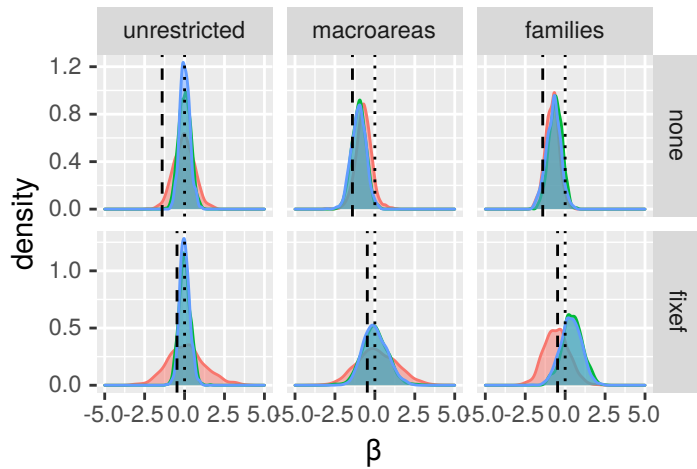 unrestricted macroareas families
1.2
0.8
0.4
0.0
none
density
1.0
0.5
0.0
fixef
-5.0 -2.5 0.0 2.5 5.0 -5.0 -2.5 0.0 2.5 5.0 -5.0 -2.5 0.0 2.5 5.0
β